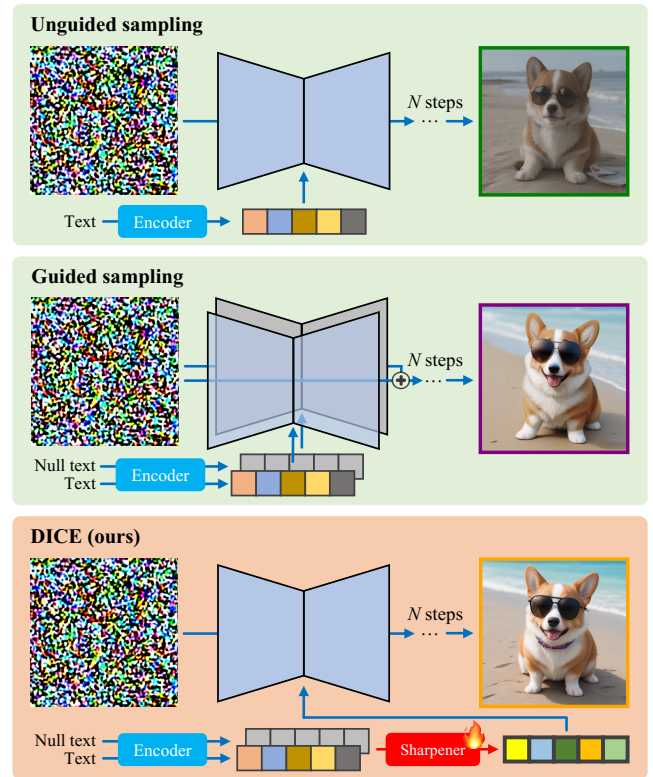 Unguided sampling
N steps
...
Text
Encoder
Guided sampling
N steps
...
Null text
Text
Encoder
DICE (ours)
N steps
...
Null text
Text
Encoder
Sharpener